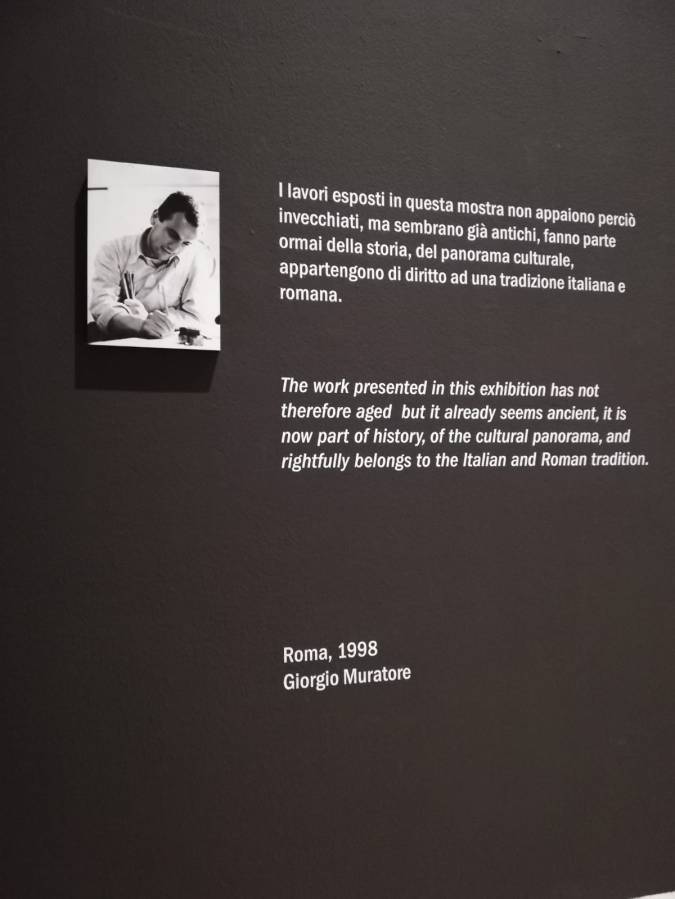 I lavori esposti in questa mostra non appaiono perciò
invecchiati, ma sembrano già antichi, fanno parte
ormai della storia, del panorama culturale,
appartengono di diritto ad una tradizione italiana e
romana.
The work presented in this exhibition has not
therefore aged  but it already seems ancient, it is
now part of history, of the cultural panorama, and
rightfully belongs to the Italian and Roman tradition.
Roma, 1998
Giorgio Muratore